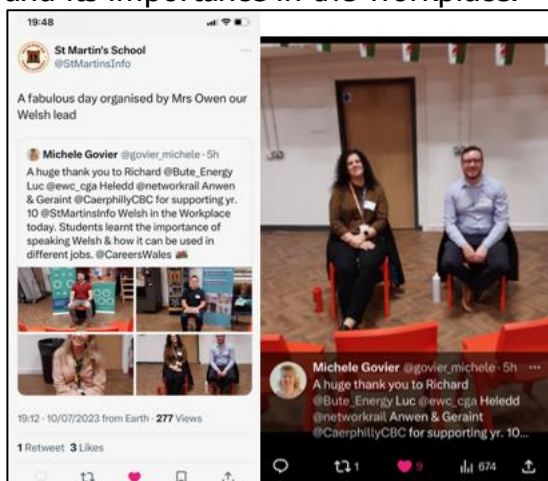 and its importance in the workplace.
19:48
St Martin's School
@StMartinsInfo
A fabulous day organised by Mrs Owen our
Welsh lead
Michele Govier @govier_michele · 5h
A huge thank you to Richard @Bute_Energy
Luc @ewc_cga Heledd @networkrail Anwen
& Geraint @CaerphillyCBC for supporting yr.
10 @StMartinsInfo Welsh in the Workplace
today. Students learnt the importance of
speaking Welsh & how it can be used in
different jobs. @CareersWales
19:12 · 10/07/2023 from Earth · 277 Views
1 Retweet 3 Likes
Michele Govier @govier_michele · 5h
A huge thank you to Richard
@Bute_Energy Luc @ewc_cga Heledd
@networkrail Anwen & Geraint
@CaerphillyCBC for supporting yr. 10...
1
9
674